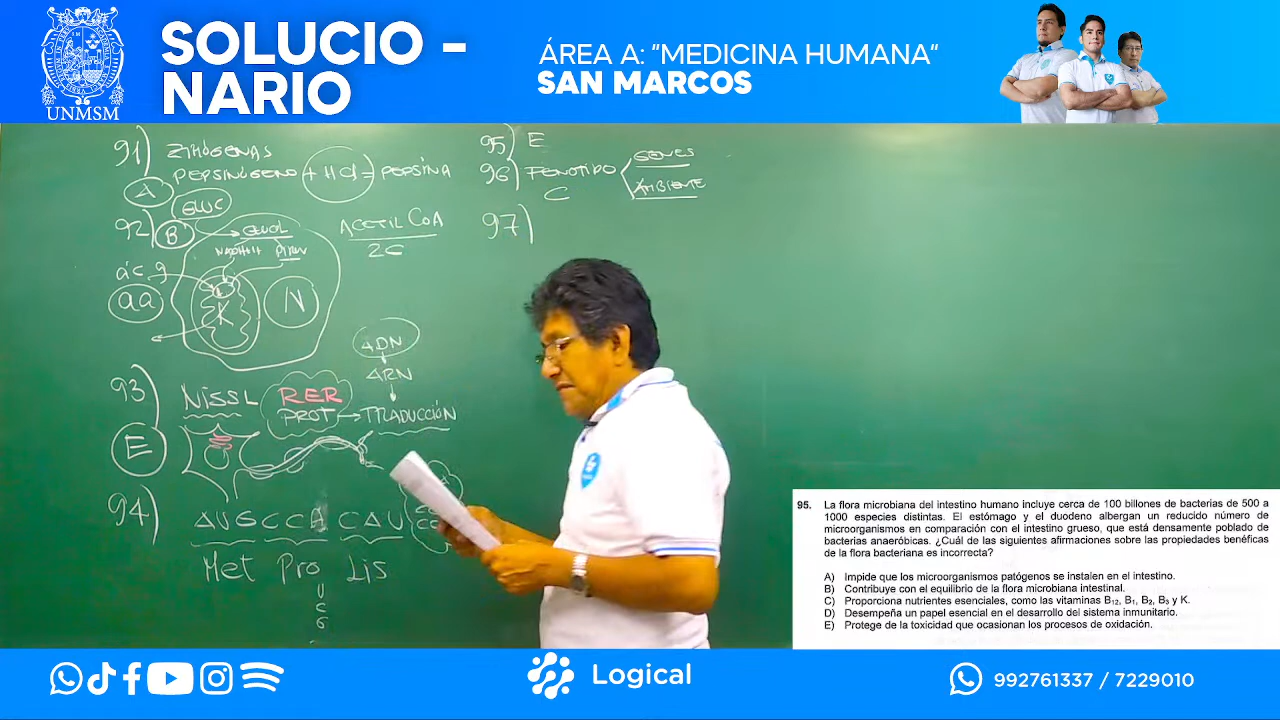 SOLUCIO -
NARIO
ÁREA A: “MEDICINA HUMANA“
SAN MARCOS
UNMSM
91) ZIMÓGENAS
PEPSINÓGENO + HCl = PEPSINA
A
GLUC
92) B
GLUCOL
ACETIL CoA
2C
PIRUV
ác g
aa
K
N
93)
NISSL
RER
PROT → TRADUCCIÓN
ADN
ARN
E
94)
AUG CCA CAU
Met Pro Lis
U
C
G
95) E
96) FENOTIPO
GENES
AMBIENTE
C
97)
95. La flora microbiana del intestino humano incluye cerca de 100 billones de bacterias de 500 a
1000 especies distintas. El estómago y el duodeno albergan un reducido número de
microorganismos en comparación con el intestino grueso, que está densamente poblado de
bacterias anaeróbicas. ¿Cuál de las siguientes afirmaciones sobre las propiedades benéficas
de la flora bacteriana es incorrecta?
A) Impide que los microorganismos patógenos se instalen en el intestino.
B) Contribuye con el equilibrio de la flora microbiana intestinal.
C) Proporciona nutrientes esenciales, como las vitaminas B12, B1, B2, B3 y K.
D) Desempeña un papel esencial en el desarrollo del sistema inmunitario.
E) Protege de la toxicidad que ocasionan los procesos de oxidación.
Logical
992761337 / 7229010